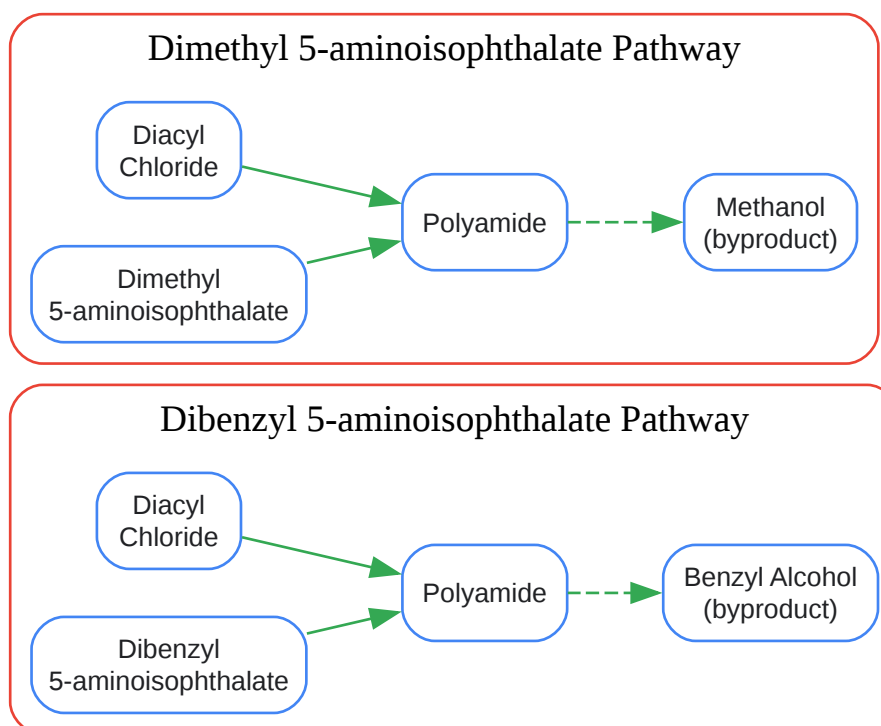 Dimethyl 5-aminoisophthalate Pathway
Diacyl
Chloride
Dimethyl
5-aminoisophthalate
Polyamide
Methanol
(byproduct)
Dibenzyl 5-aminoisophthalate Pathway
Diacyl
Chloride
Dibenzyl
5-aminoisophthalate
Polyamide
Benzyl Alcohol
(byproduct)